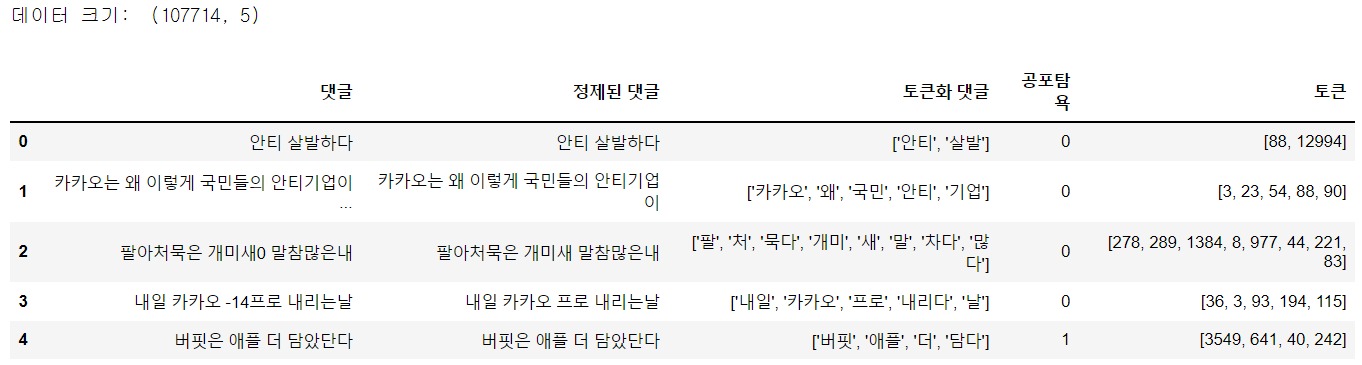 데이터 크기: (107714, 5)
댓글 정제된 댓글 토큰화 댓글 공포탐욕 토큰
0 안티 살발하다 안티 살발하다 ['안티', '살발'] 0 [88, 12994]
1 카카오는 왜 이렇게 국민들의 안티기업이 ... 카카오는 왜 이렇게 국민들의 안티기업이 ['카카오', '왜', '국민', '안티', '기업'] 0 [3, 23, 54, 88, 90]
2 팔아처묵은 개미새0 말참많은내 팔아처묵은 개미새 말참많은내 ['팔', '처', '묵다', '개미', '새', '말', '차다', '많다'] 0 [278, 289, 1384, 8, 977, 44, 221, 83]
3 내일 카카오 -14프로 내리는날 내일 카카오 프로 내리는날 ['내일', '카카오', '프로', '내리다', '날'] 0 [36, 3, 93, 194, 115]
4 버핏은 애플 더 담았단다 버핏은 애플 더 담았단다 ['버핏', '애플', '더', '담다'] 1 [3549, 641, 40, 242]